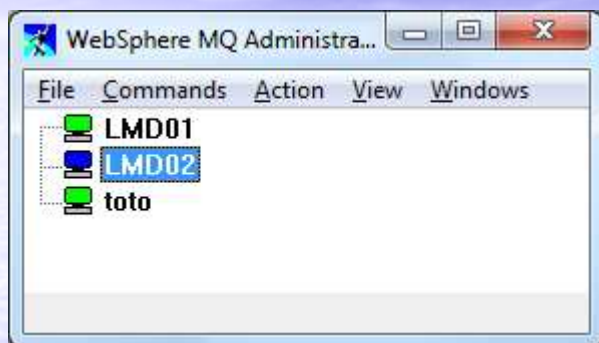 WebSphere MQ Administra...
File Commands Action View Windows
LMD01
LMD02
toto